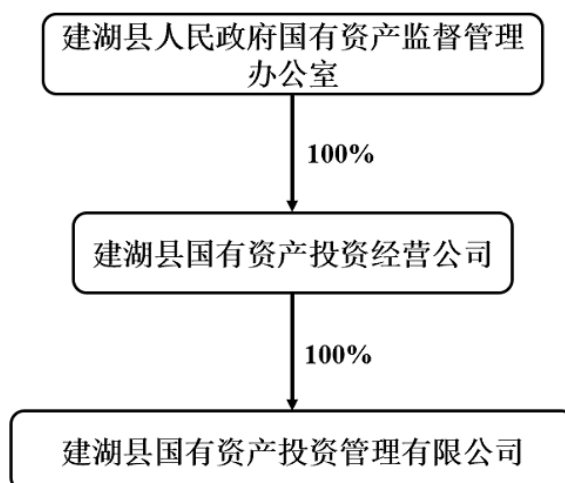 建湖县人民政府国有资产监督管理
办公室
100%
建湖县国有资产投资经营公司
100%
建湖县国有资产投资管理有限公司